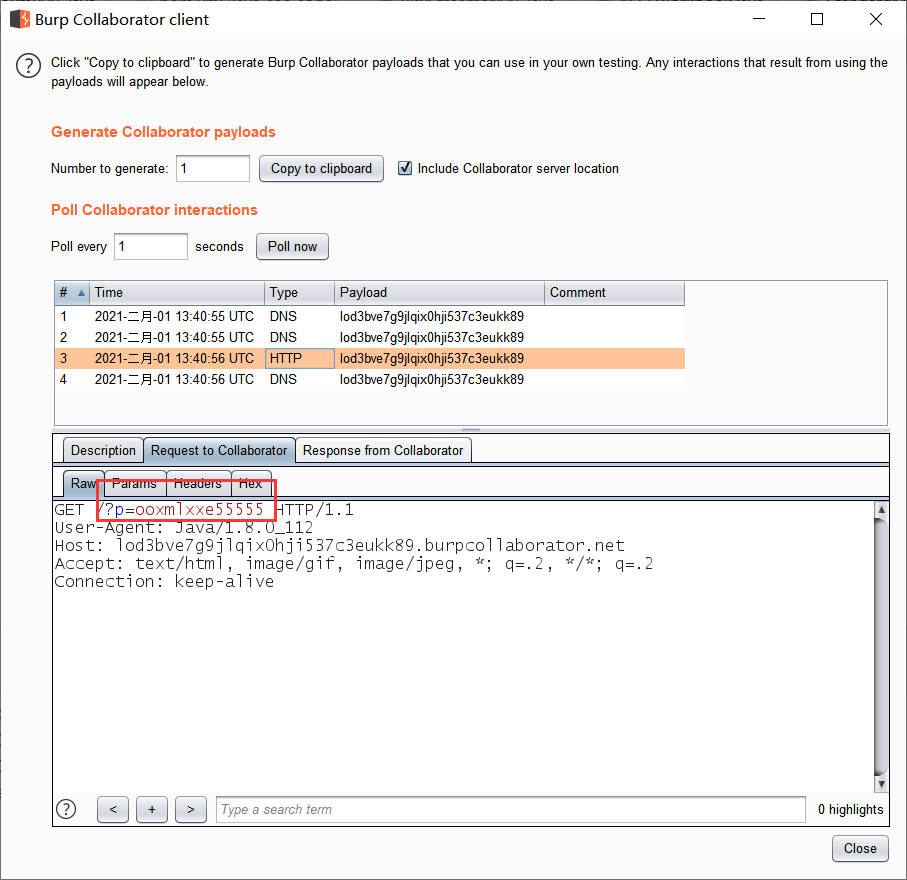 Burp Collaborator client
Click "Copy to clipboard" to generate Burp Collaborator payloads that you can use in your own testing. Any interactions that result from using the
payloads will appear below.
Generate Collaborator payloads
Number to generate: 1 Copy to clipboard Include Collaborator server location
Poll Collaborator interactions
Poll every 1 seconds Poll now
# Time Type Payload Comment
1 2021-二月-01 13:40:55 UTC DNS lod3bve7g9jlqix0hji537c3eukk89
2 2021-二月-01 13:40:55 UTC DNS lod3bve7g9jlqix0hji537c3eukk89
3 2021-二月-01 13:40:56 UTC HTTP lod3bve7g9jlqix0hji537c3eukk89
4 2021-二月-01 13:40:56 UTC DNS lod3bve7g9jlqix0hji537c3eukk89
Description Request to Collaborator Response from Collaborator
Raw Params Headers Hex
GET /?p=ooxmlxxe55555 HTTP/1.1
User-Agent: Java/1.8.0_112
Host: lod3bve7g9jlqix0hji537c3eukk89.burpcollaborator.net
Accept: text/html, image/gif, image/jpeg, *; q=.2, */*; q=.2
Connection: keep-alive
? < + > Type a search term 0 highlights
Close